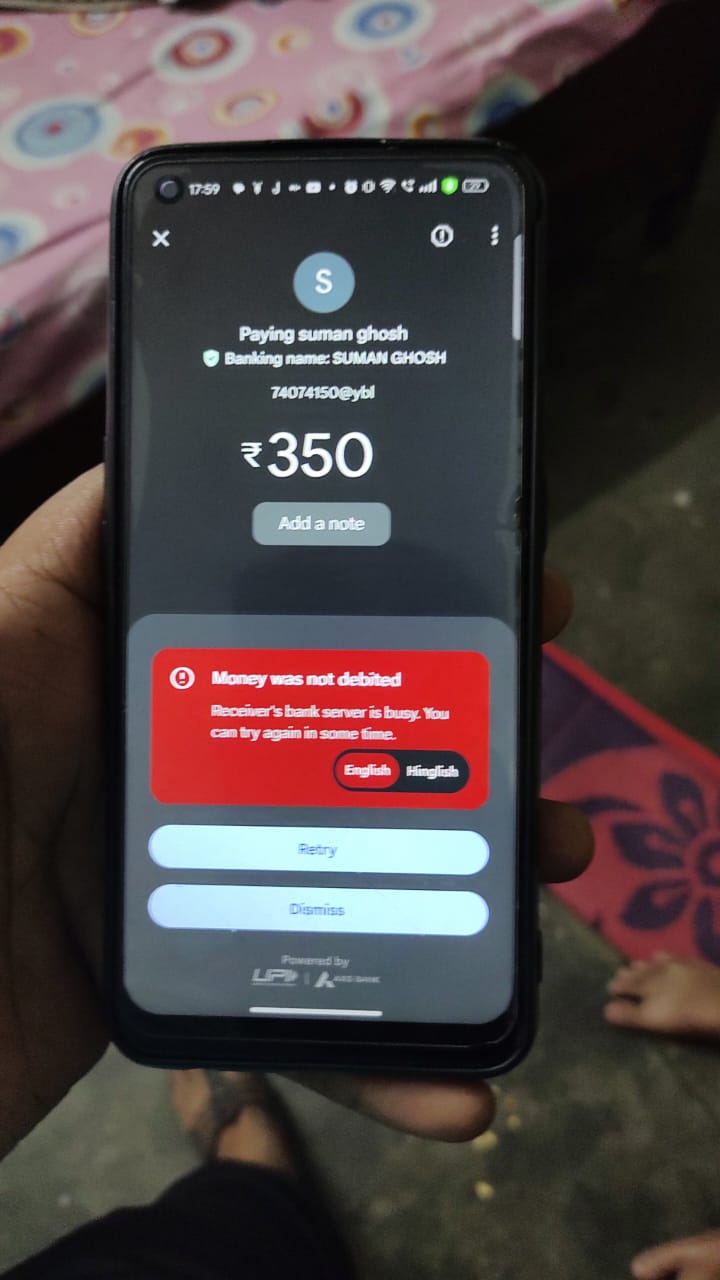 17:59
S
Paying suman ghosh
Banking name: SUMAN GHOSH
74074150@ybl
₹350
Add a note
Money was not debited
Receiver's bank server is busy. You
can try again in some time.
English Hinglish
Retry
Dismiss
Powered by
UPI | AXIS BANK